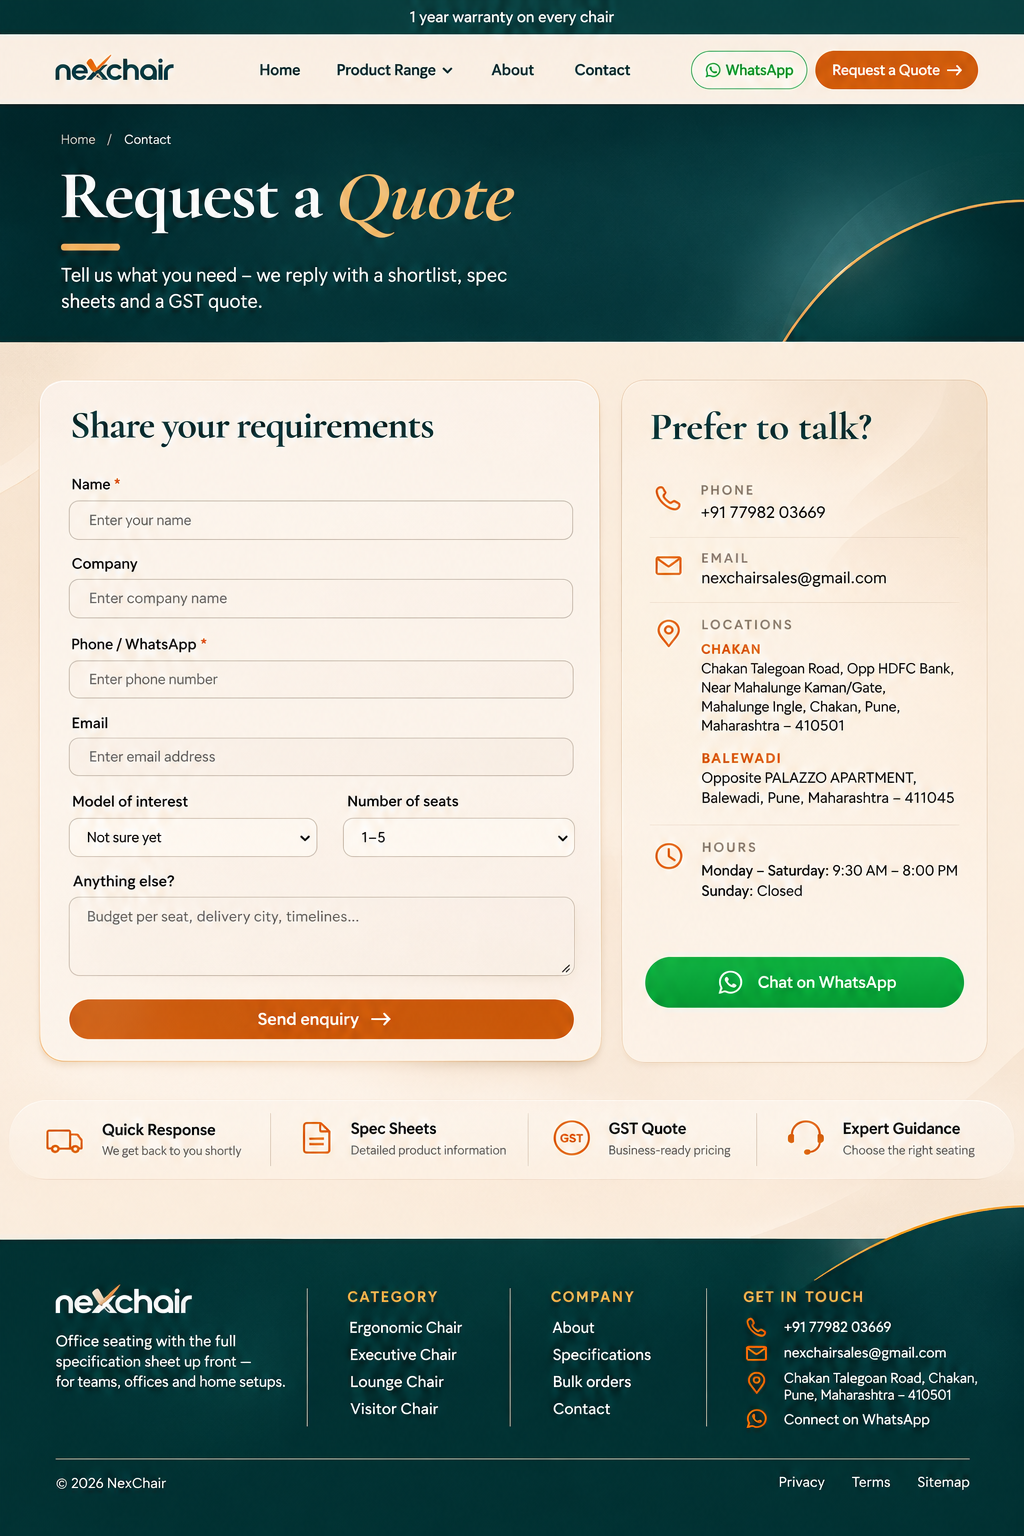 1 year warranty on every chair
nexchair
Home
Product Range
About
Contact
WhatsApp
Request a Quote →
Home / Contact
Request a Quote
Tell us what you need – we reply with a shortlist, spec
sheets and a GST quote.
Share your requirements
Name *
Enter your name
Company
Enter company name
Phone / WhatsApp *
Enter phone number
Email
Enter email address
Model of interest
Not sure yet
Number of seats
1–5
Anything else?
Budget per seat, delivery city, timelines...
Send enquiry →
Prefer to talk?
PHONE
+91 77982 03669
EMAIL
nexchairsales@gmail.com
LOCATIONS
CHAKAN
Chakan Talegoan Road, Opp HDFC Bank,
Near Mahalunge Kaman/Gate,
Mahalunge Ingle, Chakan, Pune,
Maharashtra – 410501
BALEWADI
Opposite PALAZZO APARTMENT,
Balewadi, Pune, Maharashtra – 411045
HOURS
Monday – Saturday: 9:30 AM – 8:00 PM
Sunday: Closed
Chat on WhatsApp
Quick Response
We get back to you shortly
Spec Sheets
Detailed product information
GST
GST Quote
Business-ready pricing
Expert Guidance
Choose the right seating
nexchair
Office seating with the full
specification sheet up front —
for teams, offices and home setups.
CATEGORY
Ergonomic Chair
Executive Chair
Lounge Chair
Visitor Chair
COMPANY
About
Specifications
Bulk orders
Contact
GET IN TOUCH
+91 77982 03669
nexchairsales@gmail.com
Chakan Talegoan Road, Chakan,
Pune, Maharashtra – 410501
Connect on WhatsApp
© 2026 NexChair
Privacy
Terms
Sitemap